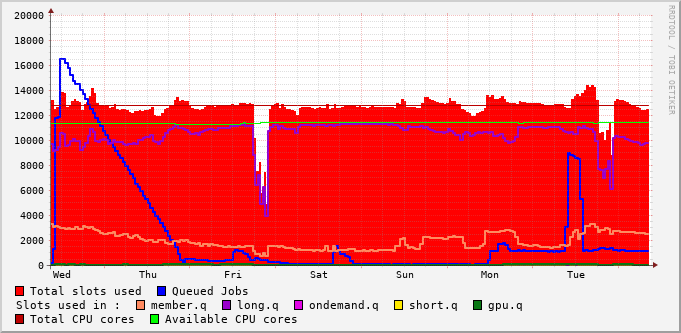 20000
18000
16000
14000
12000
10000
8000
6000
4000
2000
0
Wed Thu Fri Sat Sun Mon Tue
RRDTOOL / TOBI OETIKER
Total slots used Queued Jobs
Slots used in : member.q long.q ondemand.q short.q gpu.q
Total CPU cores Available CPU cores